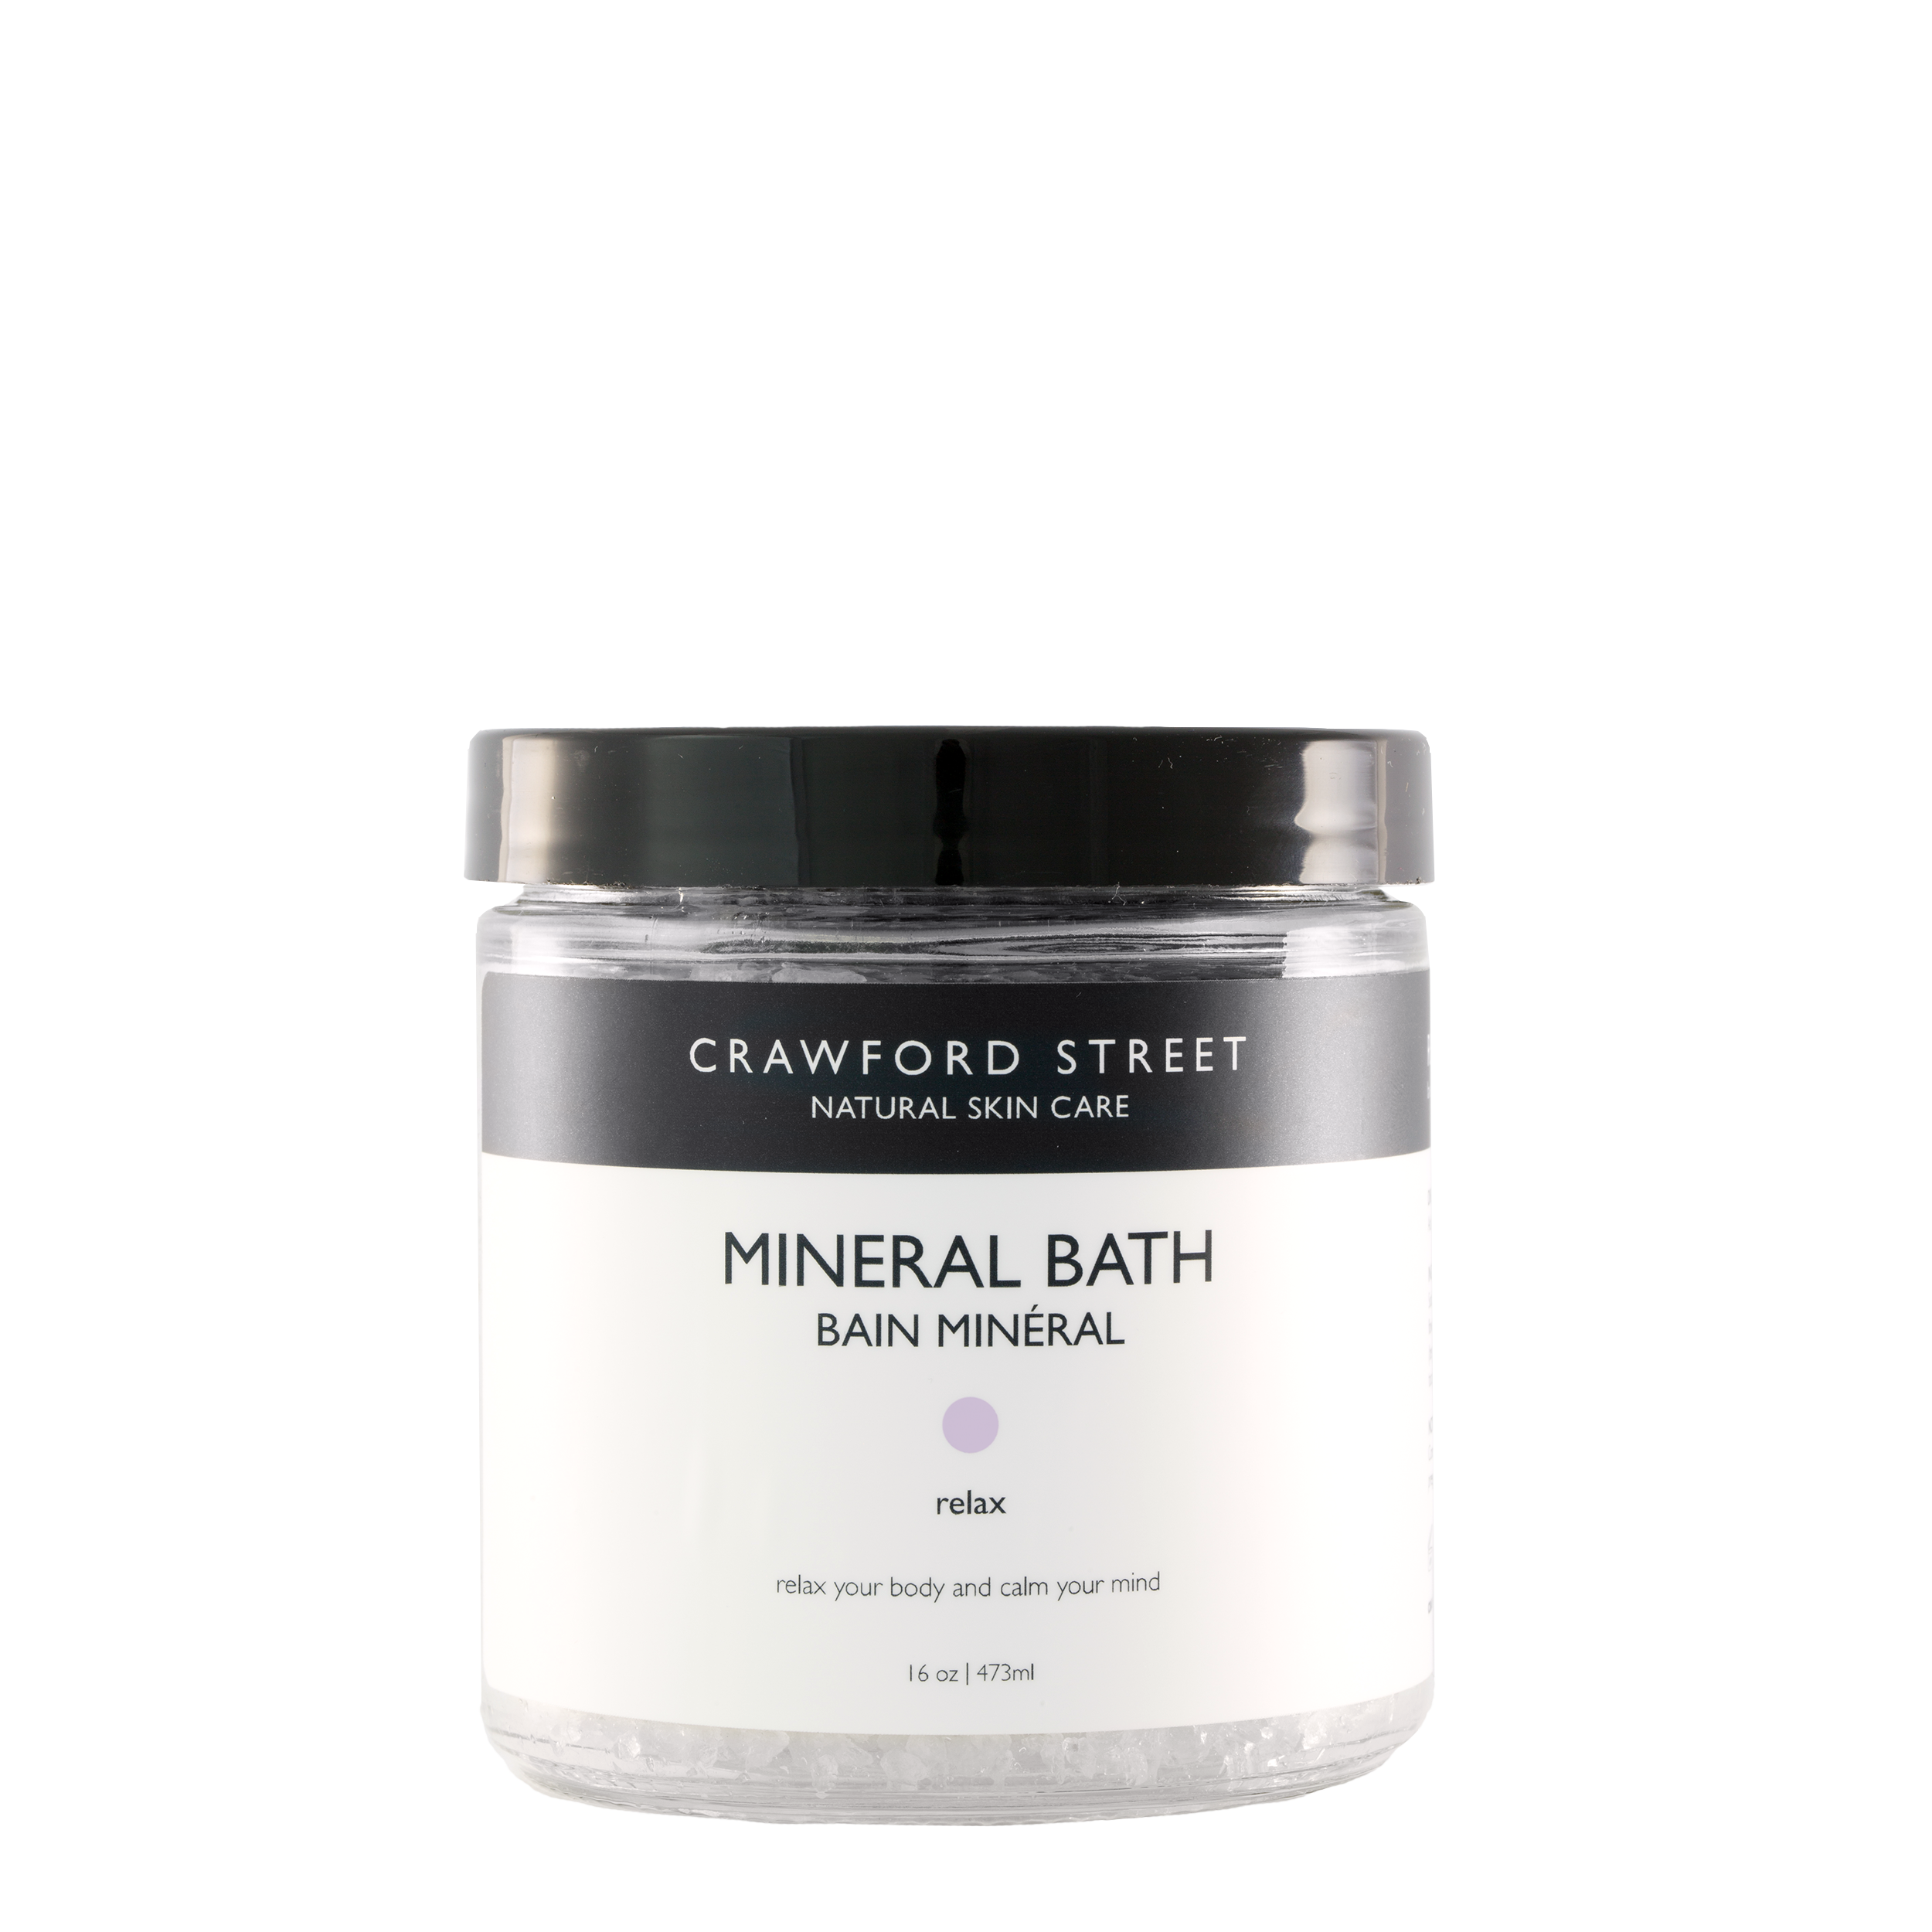 CRAWFORD STREET
NATURAL SKIN CARE
MINERAL BATH
BAIN MINÉRAL
relax
relax your body and calm your mind
16 oz | 473ml